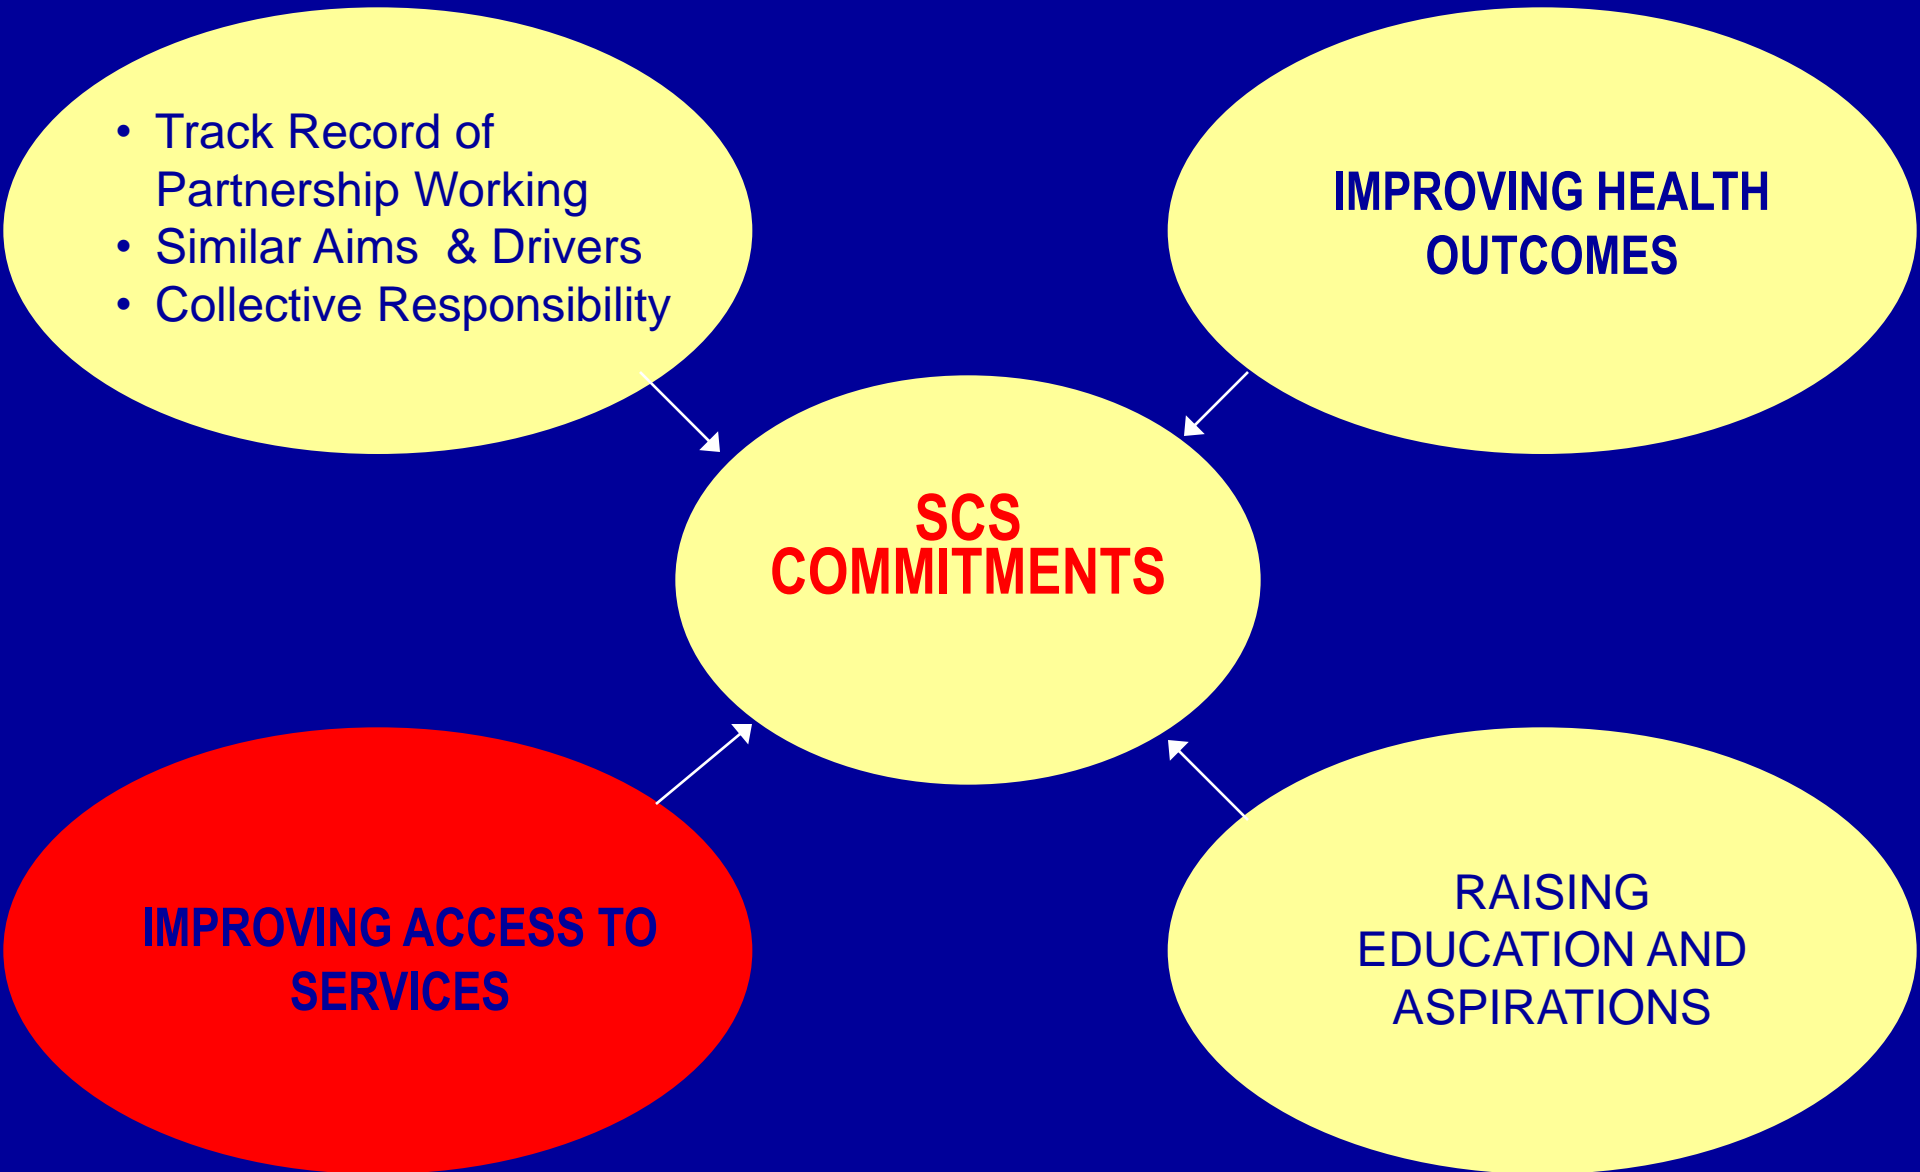 • Track Record of
Partnership Working
• Similar Aims & Drivers
• Collective Responsibility
IMPROVING HEALTH
OUTCOMES
SCS
COMMITMENTS
IMPROVING ACCESS TO
SERVICES
RAISING
EDUCATION AND
ASPIRATIONS